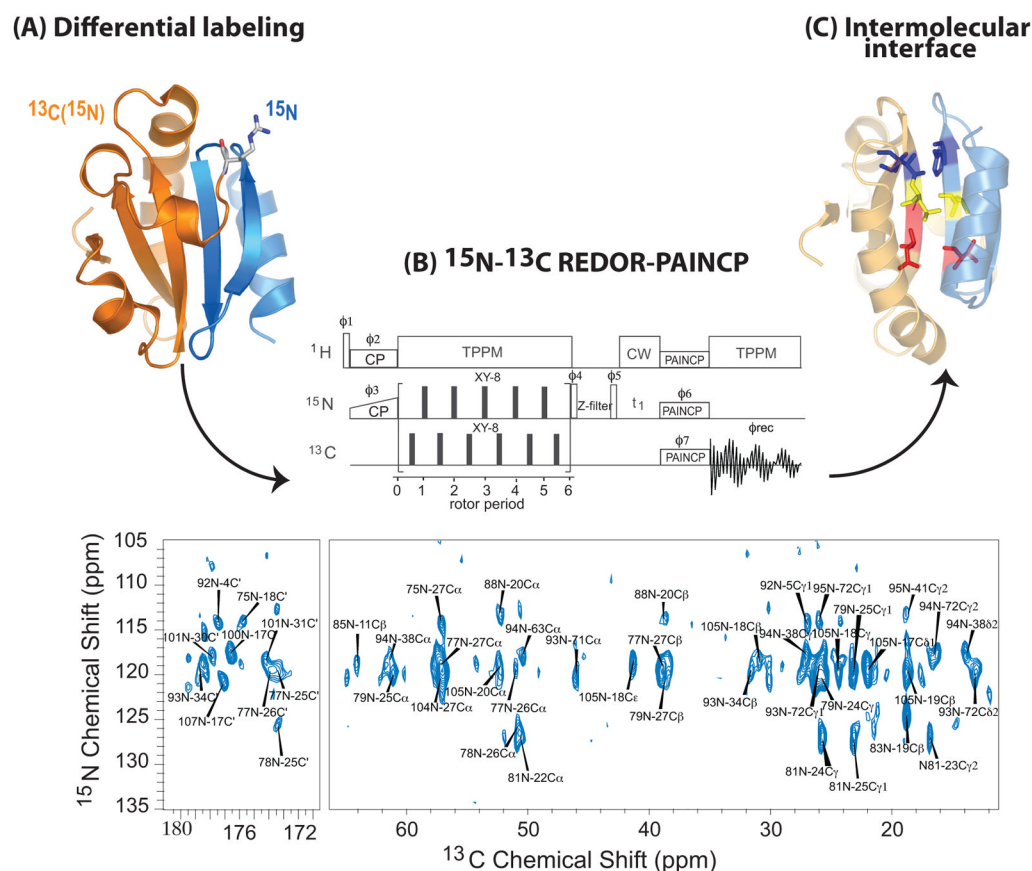 (A) Differential labeling
(C) Intermolecular
interface
13C(15N)
15N
(B) 15N-13C REDOR-PAINCP
ϕ1
1H
ϕ2
CP
TPPM
CW
PAINCP
TPPM
XY-8
15N
ϕ3
CP
ϕ4
Z-filter
ϕ5
t1
ϕ6
PAINCP
XY-8
13C
ϕ7
PAINCP
ϕrec
0 1 2 3 4 5 6
rotor period
15N Chemical Shift (ppm)
105
110
115
120
125
130
135
92N-4C'
75N-18C'
101N-31C'
101N-30C'
100N-17C'
93N-34C'
77N-25C'
107N-17C'
77N-26C'
78N-25C'
180 176 172
85N-11Cβ
75N-27Cα
88N-20Cα
94N-38Cα
77N-27Cα
94N-63Cα
93N-71Cα
79N-25Cα
104N-27Cα
105N-20Cα
77N-26Cα
78N-26Cα
81N-22Cα
88N-20Cβ
77N-27Cβ
105N-18Cε
79N-27Cβ
92N-5Cγ1
95N-72Cγ1
95N-41Cγ2
105N-18Cβ
79N-25Cγ1
94N-72Cγ2
94N-38Cγ
105N-18Cγ
105N-17Cδ1
94N-38δ2
93N-34Cβ
93N-72Cγ1
79N-24Cγ
105N-19Cβ
93N-72Cδ2
83N-19Cβ
81N-24Cγ
81N-25Cγ1
N81-23Cγ2
60 50 40 30 20
13C Chemical Shift (ppm)